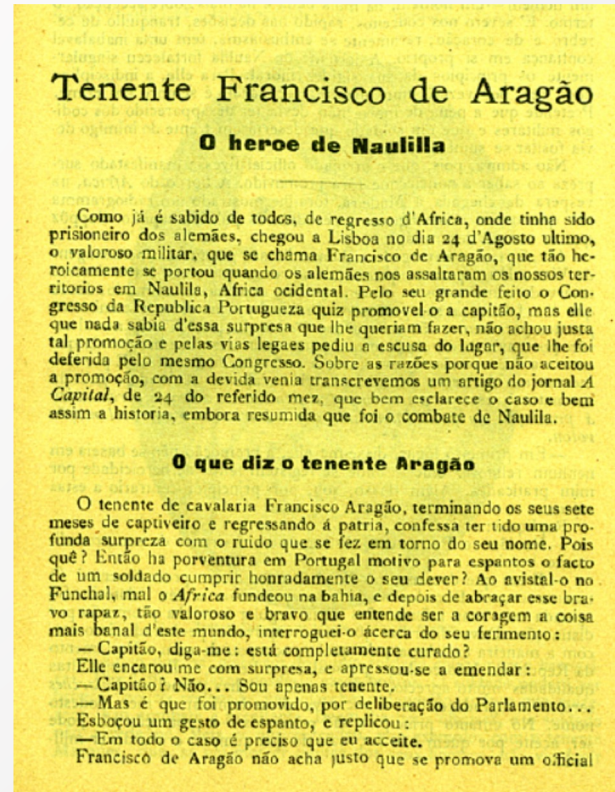 Tenente Francisco de Aragão
O heroe de Naulilla
Como já é sabido de todos, de regresso d'Africa, onde tinha sido
prisioneiro dos alemães, chegou a Lisboa no dia 24 d'Agosto ultimo,
o valoroso militar, que se chama Francisco de Aragão, que tão he-
roicamente se portou quando os alemães nos assaltaram os nossos ter-
ritorios em Naulila, Africa ocidental. Pelo seu grande feito o Con-
gresso da Republica Portugueza quiz promovel-o a capitão, mas elle
que nada sabia d'essa surpresa que lhe queriam fazer, não achou justa
tal promoção e pelas vias legaes pediu a escusa do lugar, que lhe foi
deferida pelo mesmo Congresso. Sobre as razões porque não aceitou
a promoção, com a devida venia transcrevemos um artigo do jornal A
Capital, de 24 do referido mez, que bem esclarece o caso e bem
assim a historia, embora resumida que foi o combate de Naulila.
O que diz o tenente Aragão
O tenente de cavalaria Francisco Aragão, terminando os seus sete
meses de captiveiro e regressando á patria, confessa ter tido uma pro-
funda surpreza com o ruido que se fez em torno do seu nome. Pois
quê? Então ha porventura em Portugal motivo para espantos o facto
de um soldado cumprir honradamente o seu dever? Ao avistal-o no
Funchal, mal o Africa fundeou na bahia, e depois de abraçar esse bra-
vo rapaz, tão valoroso e bravo que entende ser a coragem a coisa
mais banal d'este mundo, interroguei-o ácerca do seu ferimento:
—Capitão, diga-me: está completamente curado?
Elle encarou me com surpresa, e apressou-se a emendar:
—Capitão? Não... Sou apenas tenente.
—Mas é que foi promovido, por deliberação do Parlamento...
Esboçou um gesto de espanto, e replicou:
—Em todo o caso é preciso que eu acceite.
Francisco de Aragão não acha justo que se promova um official